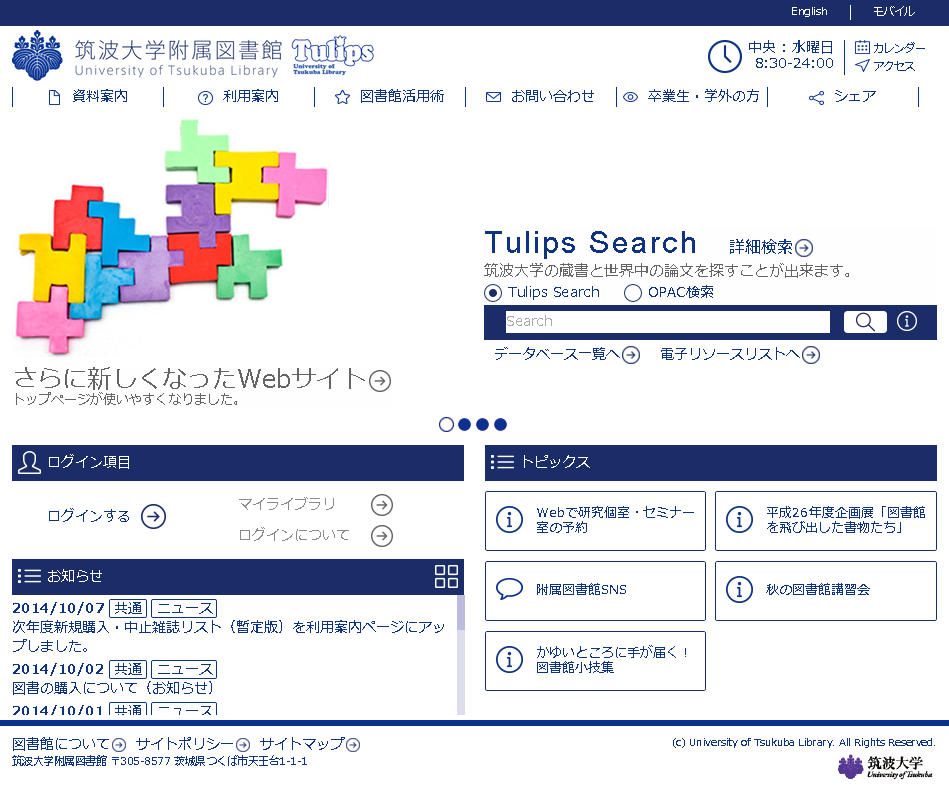 English モバイル
筑波大学附属図書館 Tulips
University of Tsukuba Library University of Tsukuba Library
中央：水曜日
8:30-24:00
カレンダー
アクセス
資料案内 利用案内 図書館活用術 お問い合わせ 卒業生・学外の方 シェア
Tulips Search 詳細検索
筑波大学の蔵書と世界中の論文を探すことが出来ます。
Tulips Search OPAC検索
Search
データベース一覧へ 電子リソースリストへ
さらに新しくなったWebサイト
トップページが使いやすくなりました。
ログイン項目
ログインする
マイライブラリ
ログインについて
お知らせ
2014/10/07 共通 ニュース
次年度新規購入・中止雑誌リスト（暫定版）を利用案内ページにアッ
プしました。
2014/10/02 共通 ニュース
図書の購入について（お知らせ）
2014/10/01 共通 ニュース
トピックス
Webで研究個室・セミナー
室の予約
平成26年度企画展「図書館
を飛び出した書物たち」
附属図書館SNS
秋の図書館講習会
かゆいところに手が届く！
図書館小技集
図書館について サイトポリシー サイトマップ
筑波大学附属図書館 〒305-8577 茨城県つくば市天王台1-1-1
(c) University of Tsukuba Library. All Rights Reserved.
筑波大学
University of Tsukuba